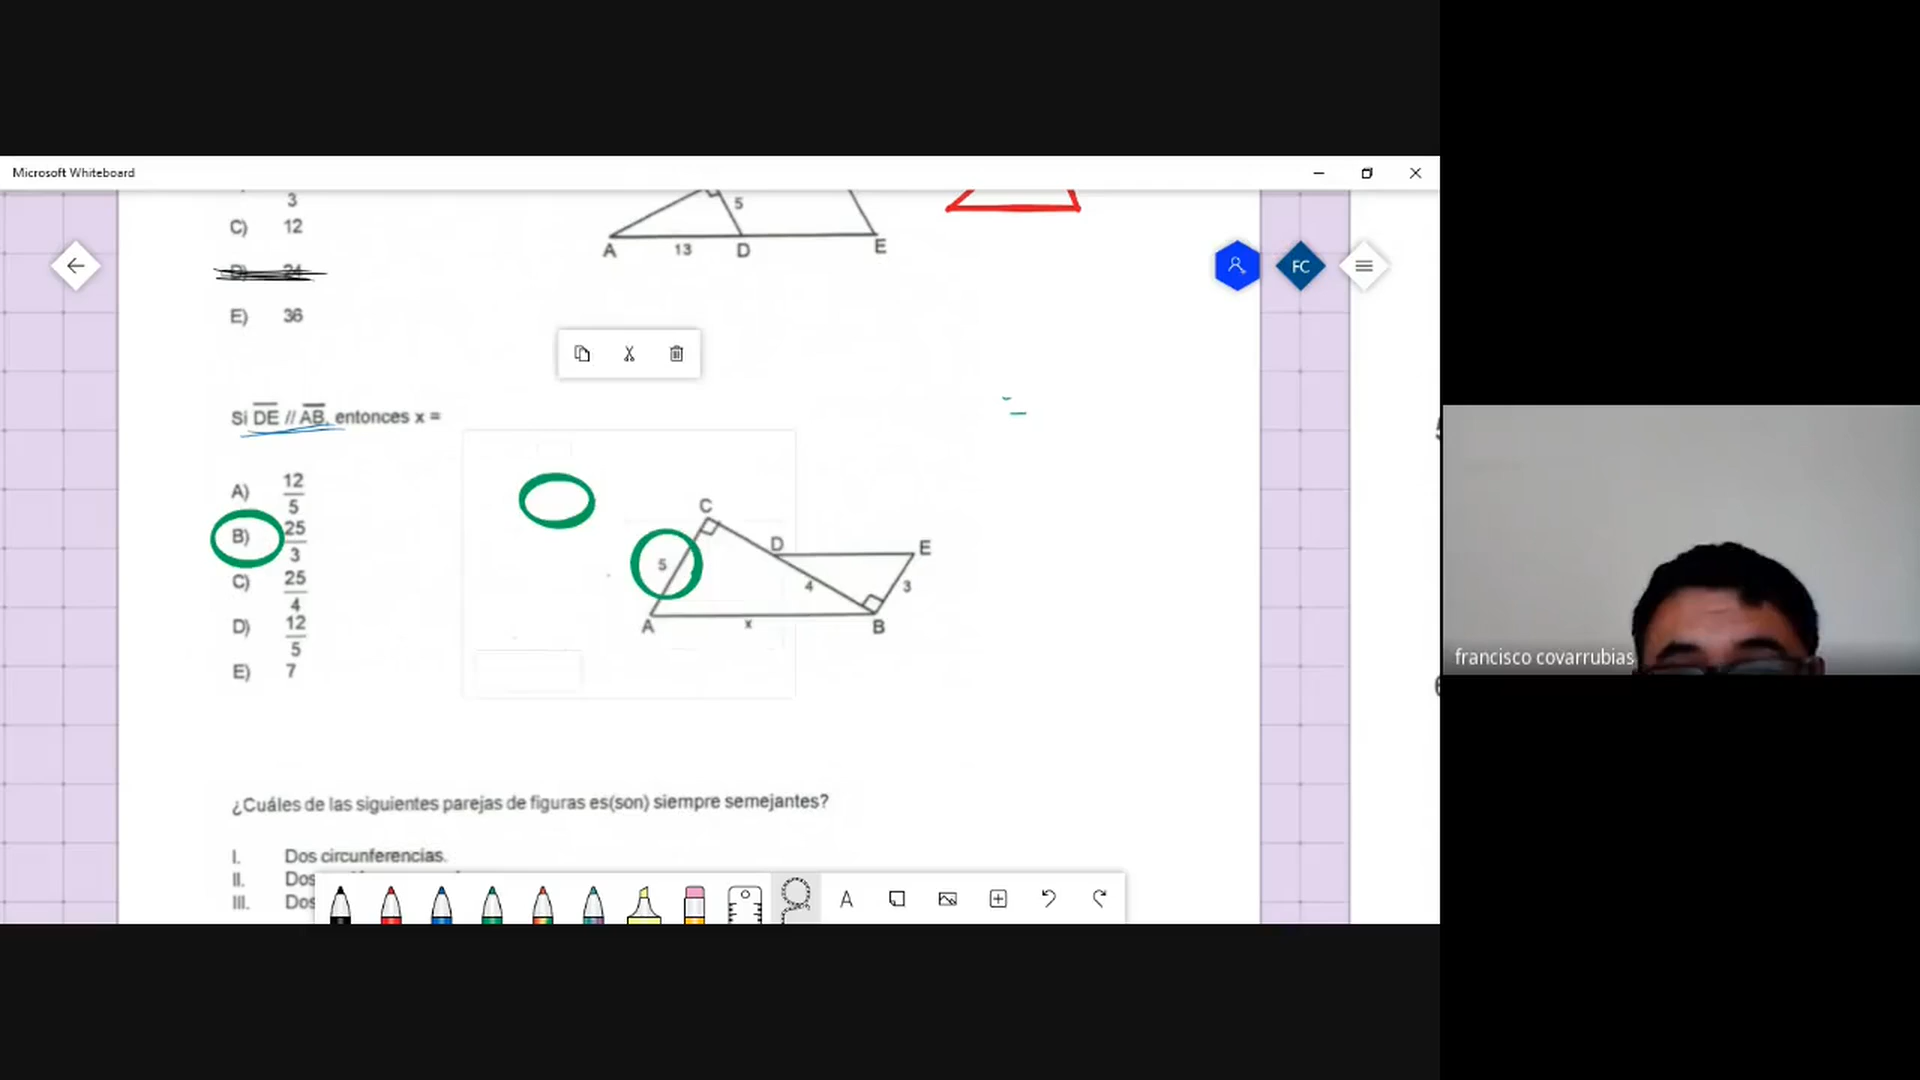 Microsoft Whiteboard
3
C) 12
5
A 13 D E
D) 24
E) 36
FC
Si DE // AB, entonces x =
A) 12/5
B) 25/3
C) 25/4
D) 12/5
E) 7
C
D
E
5
4
3
A x B
francisco covarrubias
¿Cuáles de las siguientes parejas de figuras es(son) siempre semejantes?
I. Dos circunferencias.
II. Dos
III. Dos
A